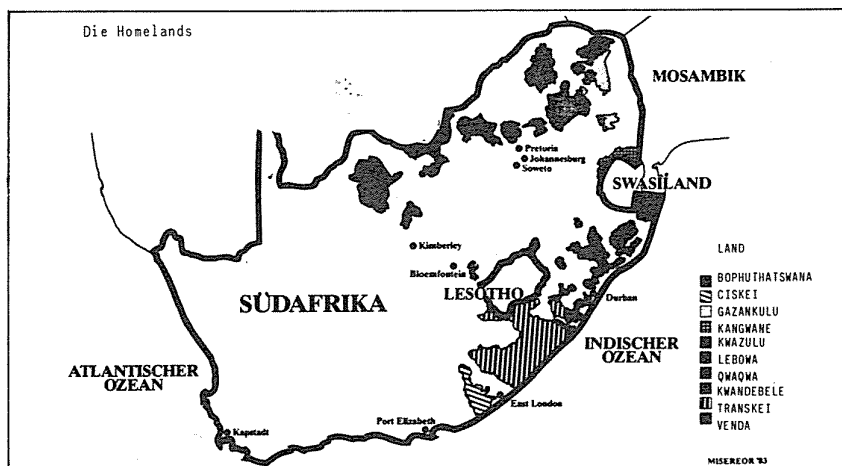 Die Homelands
MOSAMBIK
Pretoria
Johannesburg
Soweto
SWASILAND
Kimberley
Bloemfontein
LESOTHO
SÜDAFRIKA
Durban
INDISCHER
OZEAN
ATLANTISCHER
OZEAN
East London
Port Elizabeth
Kapstadt
LAND
BOPHUTHATSWANA
CISKEI
GAZANKULU
KANGWANE
KWAZULU
LEBOWA
QWAQWA
KWANDEBELE
TRANSKEI
VENDA
MISEREOR '83